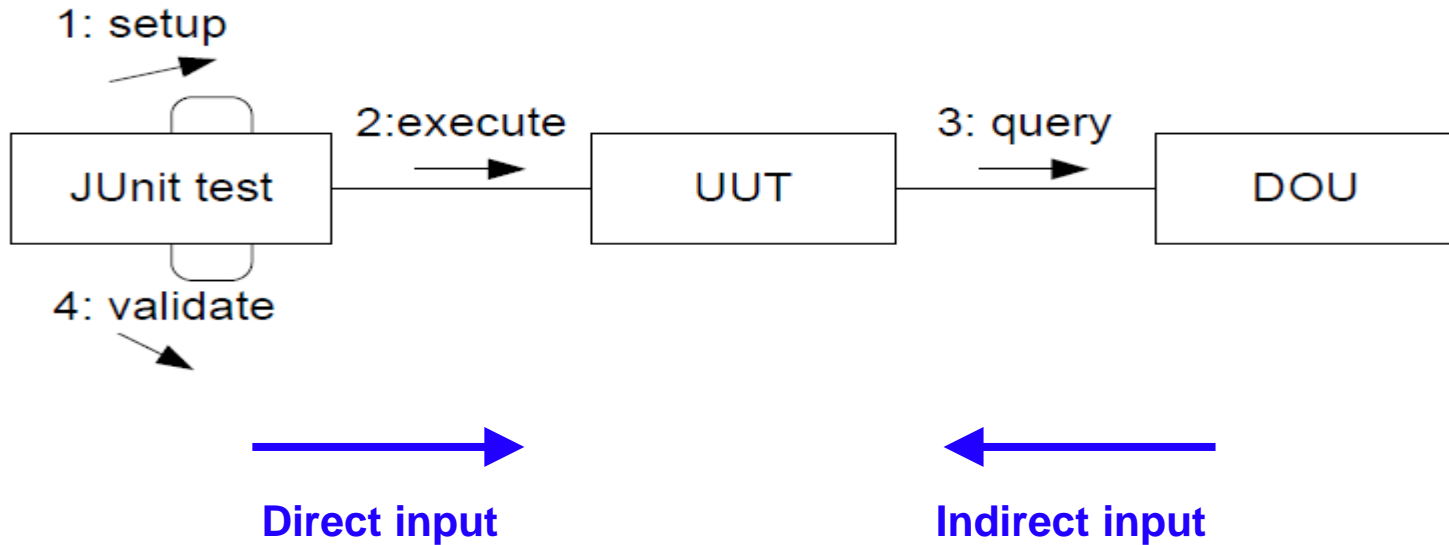 1: setup
2:execute
3: query
JUnit test
UUT
DOU
4: validate
Direct input
Indirect input